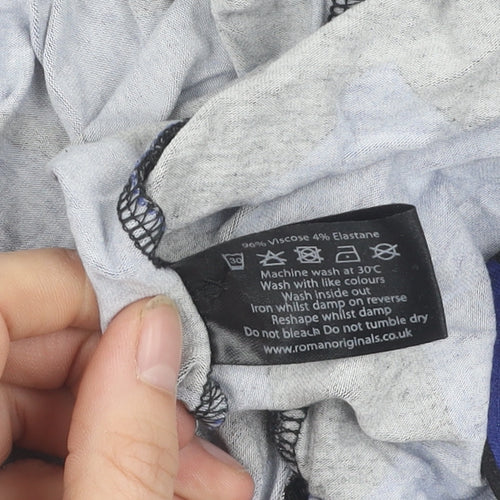 96% Viscose 4% Elastane
30
Machine wash at 30°C
Wash with like colours
Wash inside out
Iron whilst damp on reverse
Reshape whilst damp
Do not bleach Do not tumble dry
www.romanoriginals.co.uk